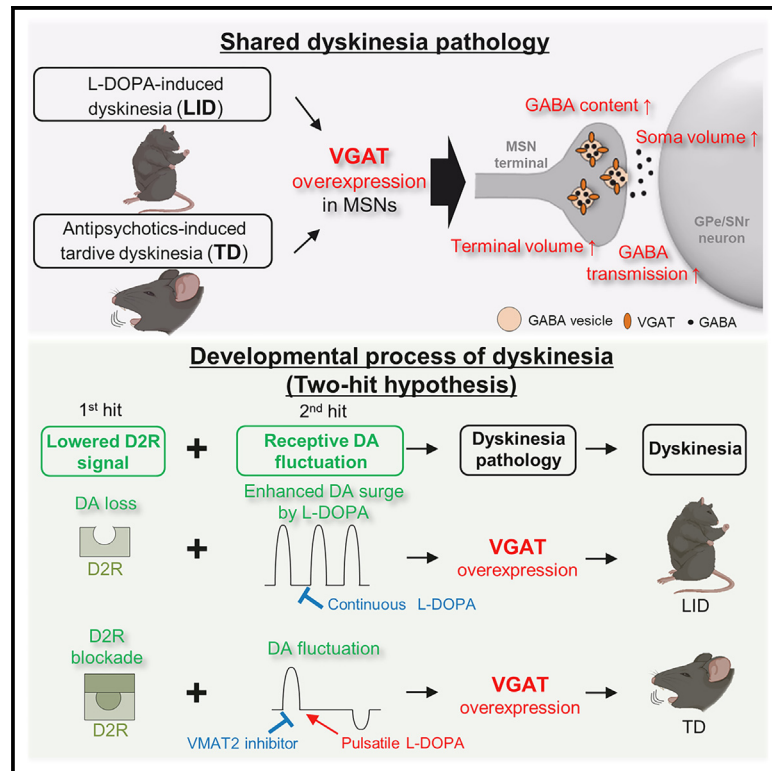 Shared dyskinesia pathology
L-DOPA-induced
dyskinesia (LID)
Antipsychotics-induced
tardive dyskinesia (TD)
VGAT
overexpression
in MSNs
GABA content ↑
MSN
terminal
Soma volume ↑
GPe/SNr
neuron
Terminal volume ↑
GABA
transmission ↑
GABA vesicle
VGAT
GABA
Developmental process of dyskinesia
(Two-hit hypothesis)
1st hit
2nd hit
Lowered D2R
signal
+
Receptive DA
fluctuation
Dyskinesia
pathology
Dyskinesia
DA loss
D2R
+
Enhanced DA surge
by L-DOPA
Continuous L-DOPA
VGAT
overexpression
LID
D2R
blockade
D2R
+
DA fluctuation
VMAT2 inhibitor
Pulsatile L-DOPA
VGAT
overexpression
TD